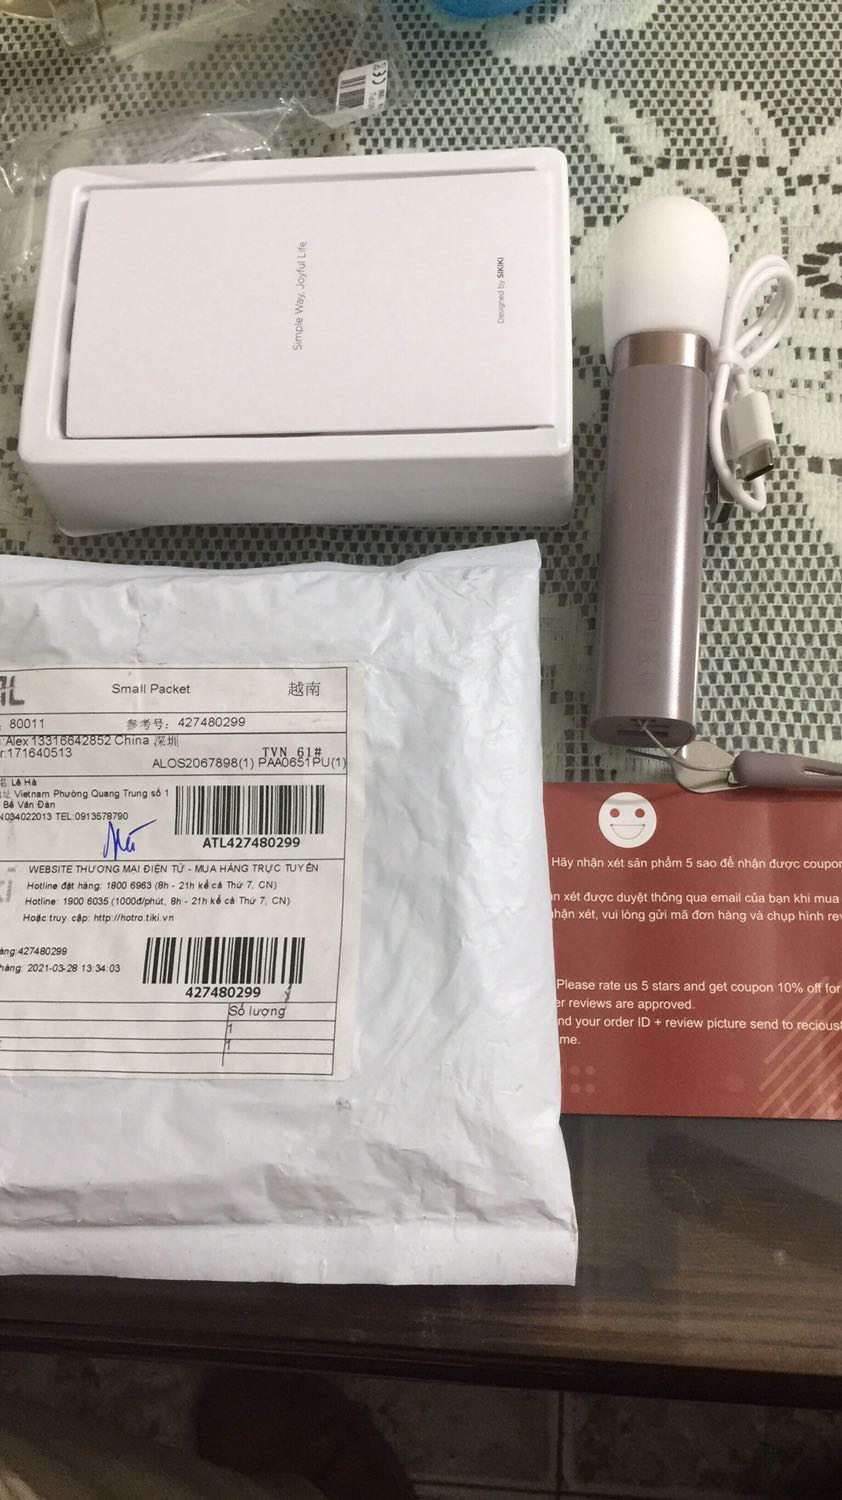 CE
Simple Way, Joyful Life
Designed by SIKIKI
Small Packet
越南
80011
参考号: 427480299
Alex 13316642852 China 深圳
r:171640513
TVN 61#
ALOS2067898(1) PAA0651PU(1)
名 Lê Hà
址 Vietnam Phường Quang Trung số 1
Bế Văn Đàn
N034022013 TEL:0913578790
ATL427480299
WEBSITE THƯƠNG MẠI ĐIỆN TỬ - MUA HÀNG TRỰC TUYẾN
Hotline đặt hàng: 1800 6963 (8h - 21h kể cả Thứ 7, CN)
Hotline: 1900 6035 (1000đ/phút, 8h - 21h kể cả Thứ 7, CN)
Hoặc truy cập: http://hotro.tiki.vn
àng:427480299
hàng: 2021-03-28 13:34:03
427480299
Số lượng
1
1
Hãy nhận xét sản phẩm 5 sao để nhận được coupon
n xét được duyệt thông qua email của bạn khi mua
nhận xét, vui lòng gửi mã đơn hàng và chụp hình rev
Please rate us 5 stars and get coupon 10% off for
er reviews are approved.
nd your order ID + review picture send to recious
me.